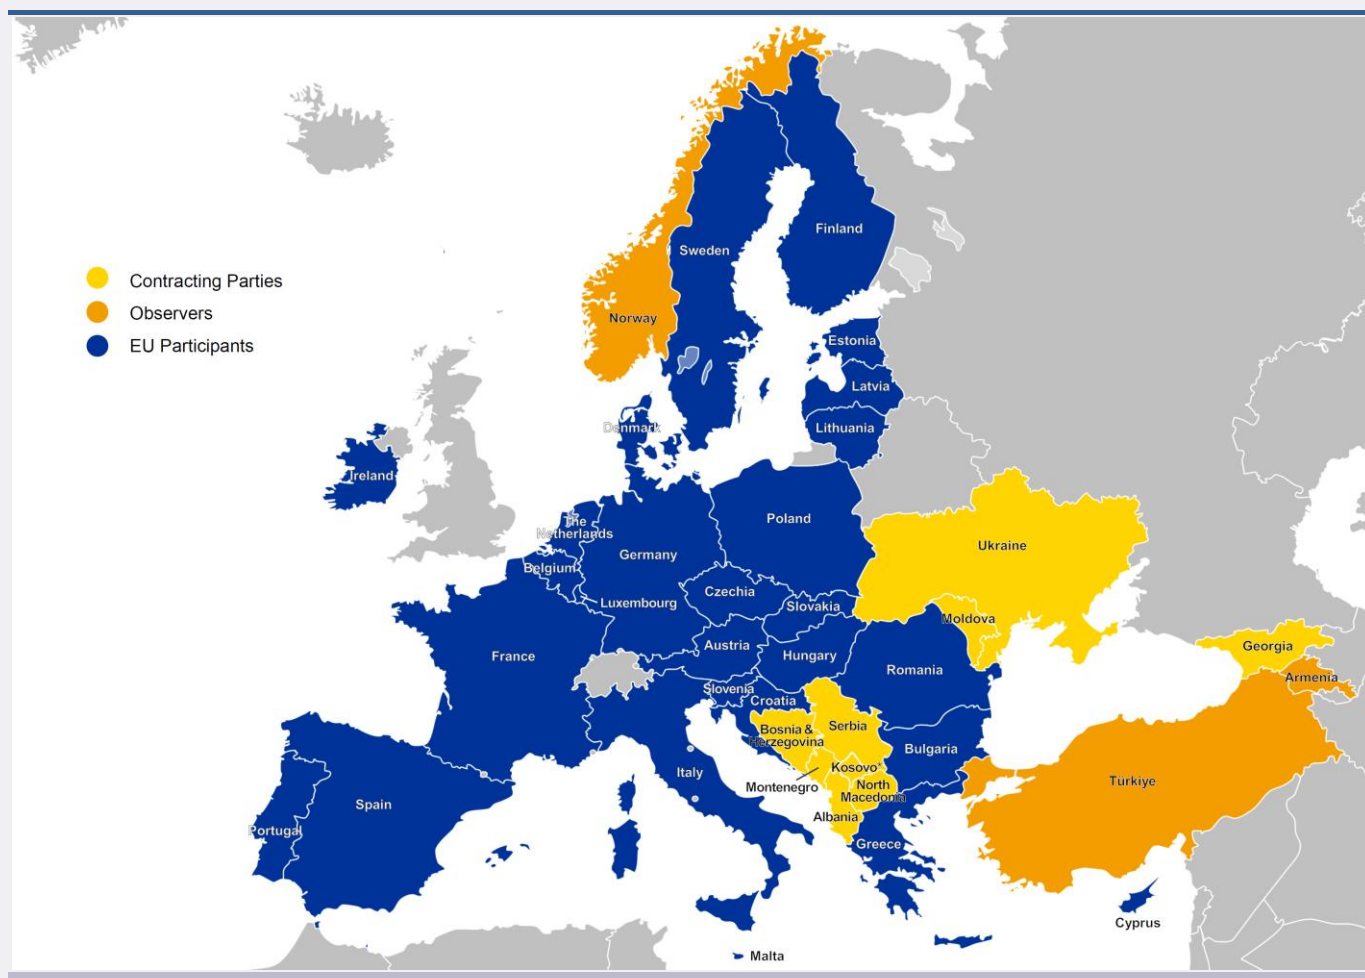 Contracting Parties
Observers
EU Participants
Finland
Sweden
Norway
Estonia
Latvia
Denmark
Lithuania
Ireland
Poland
The
Netherlands
Ukraine
Germany
Belgium
Czechia
Luxembourg
Slovakia
Moldova
Austria
Georgia
France
Hungary
Romania
Armenia
Slovenia
Croatia
Serbia
Bosnia &
Herzegovina
Bulgaria
Kosovo*
Italy
Türkiye
Montenegro
North
Macedonia
Spain
Albania
Portugal
Greece
Cyprus
Malta